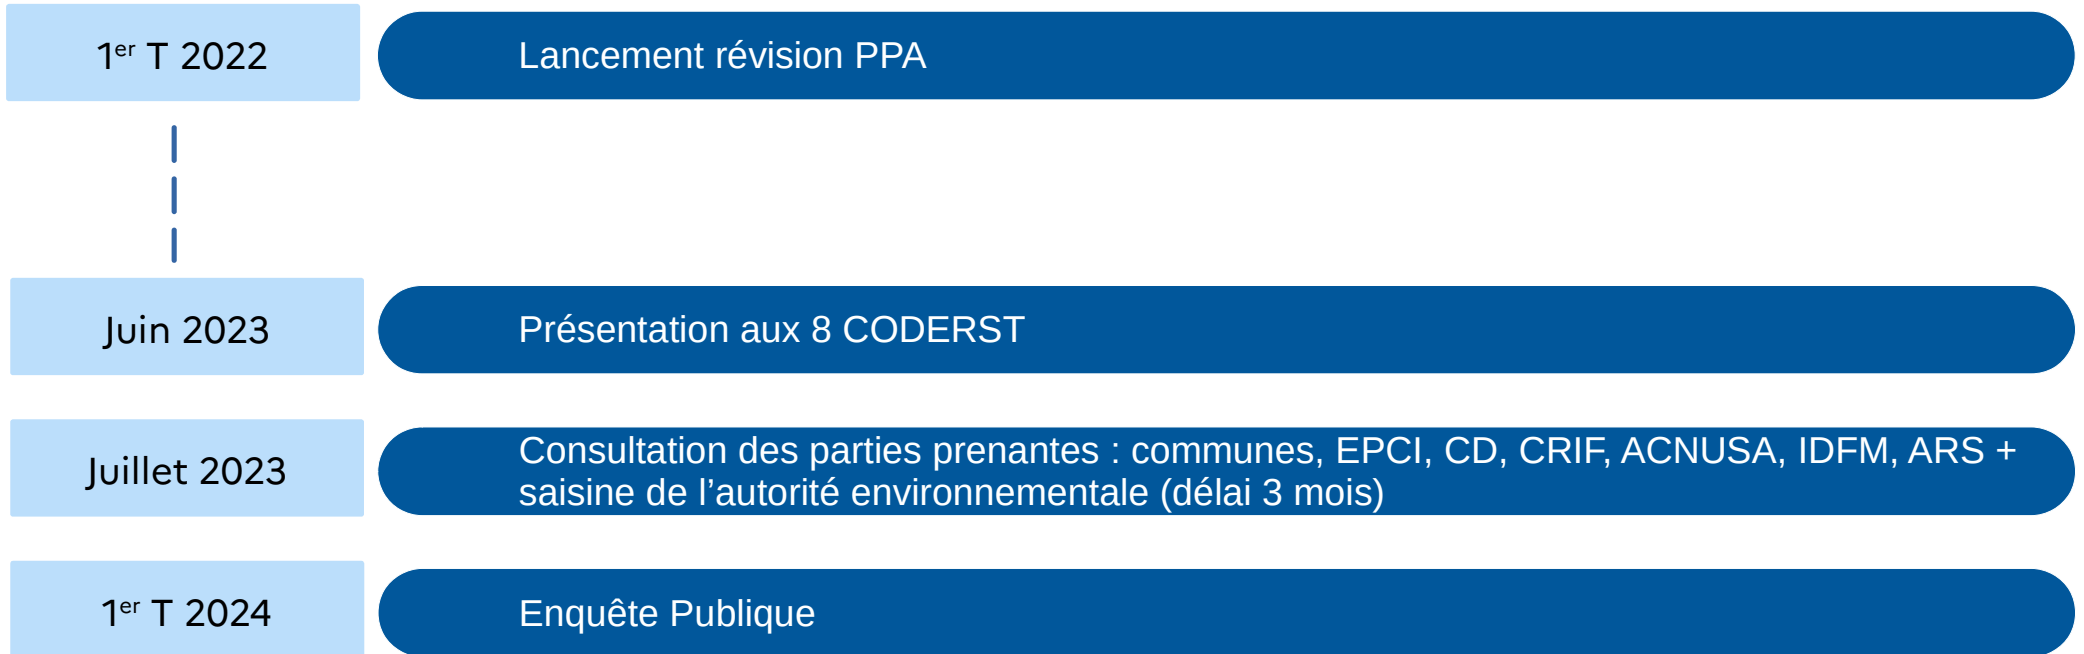 1er T 2022
Lancement révision PPA
Juin 2023
Présentation aux 8 CODERST
Juillet 2023
Consultation des parties prenantes : communes, EPCI, CD, CRIF, ACNUSA, IDFM, ARS +
saisine de l’autorité environnementale (délai 3 mois)
1er T 2024
Enquête Publique